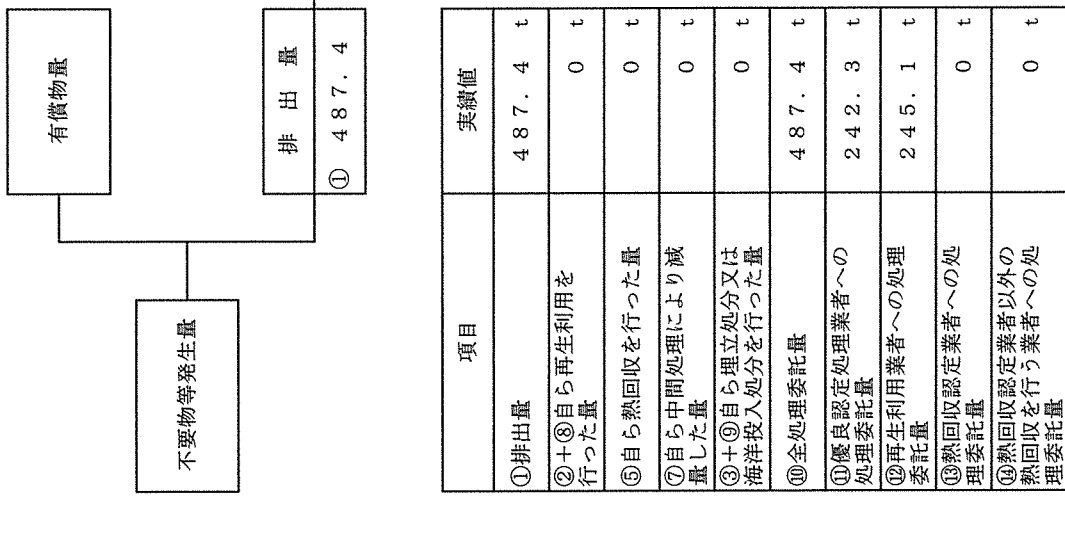 有償物量
不要物等発生量
排出量
① 487.4
項目 実績値
①排出量 487.4 t
②+⑧自ら再生利用を
行った量 0 t
⑤自ら熱回収を行った量 0 t
⑦自ら中間処理により減
量した量 0 t
③+⑨自ら埋立処分又は
海洋投入処分を行った量 0 t
⑩全処理委託量 487.4 t
⑪優良認定処理業者への
処理委託量 242.3 t
⑫再生利用業者への処理
委託量 245.1 t
⑬熱回収認定業者への処
理委託量 0 t
⑭熱回収認定業者以外の
熱回収を行う業者への処
理委託量 0 t